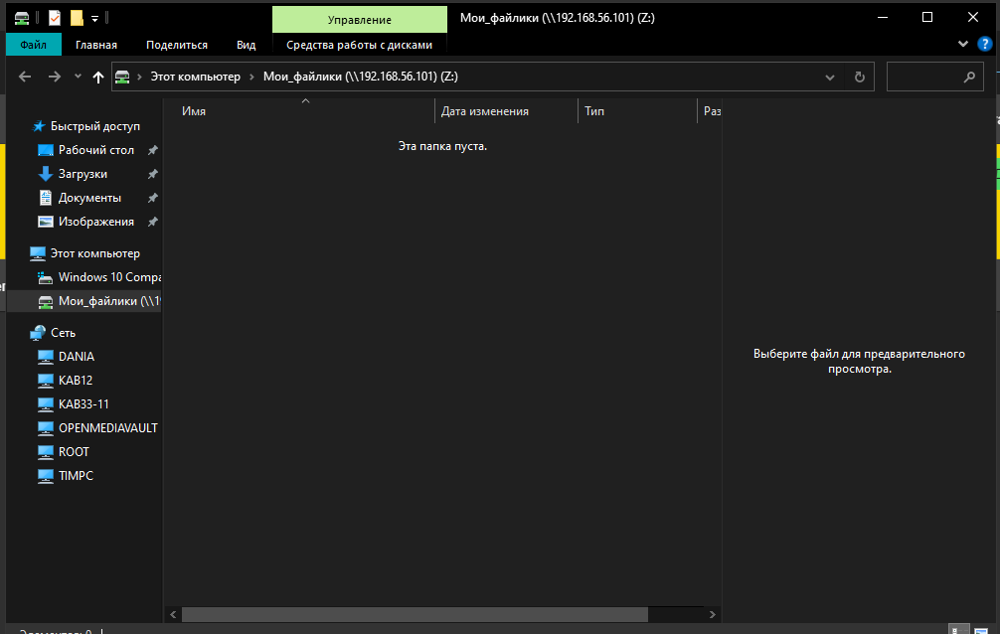 Управление
Мои_файлики (\\192.168.56.101) (Z:)
Файл
Главная
Поделиться
Вид
Средства работы с дисками
?
Этот компьютер
Мои_файлики (\\192.168.56.101) (Z:)
Имя
Дата изменения
Тип
Раз
Быстрый доступ
Рабочий стол
Загрузки
Документы
Изображения
Этот компьютер
Windows 10 Compa
Мои_файлики (\\19
Сеть
DANIA
KAB12
KAB33-11
OPENMEDIAVAULT
ROOT
TIMPC
Эта папка пуста.
Выберите файл для предварительного
просмотра.
Элементов: 0